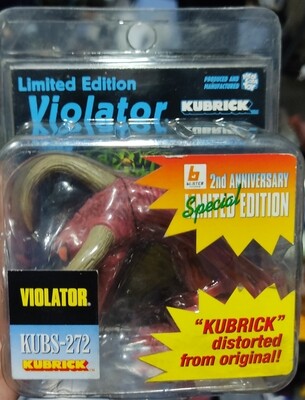 Limited Edition
PRODUCED AND
MANUFACTURED
Violator
KUBRICK
b
BLISTER
2nd ANNIVERSARY
Special
LIMITED EDITION
VIOLATOR.
KUBS-272
KUBRICK
"KUBRICK"
distorted
from original!